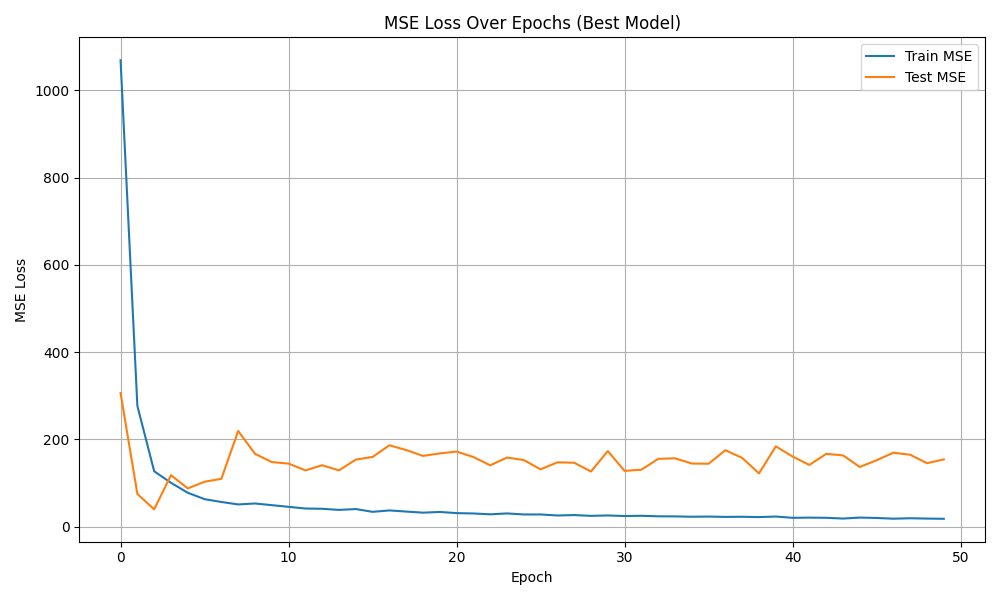 MSE Loss Over Epochs (Best Model)
Train MSE
Test MSE
1000
800
600
400
200
0
MSE Loss
0 10 20 30 40 50
Epoch